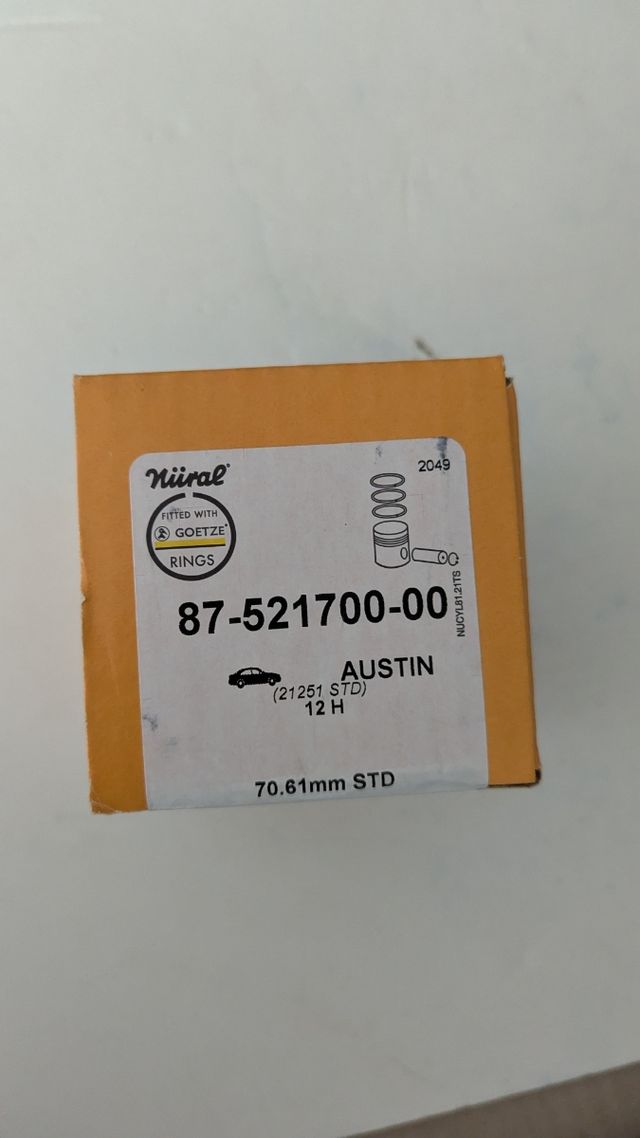 Nüral®
2049
FITTED WITH
GOETZE®
RINGS
87-521700-00
NUCYL81.21TS
AUSTIN
(21251 STD)
12 H
70.61mm STD